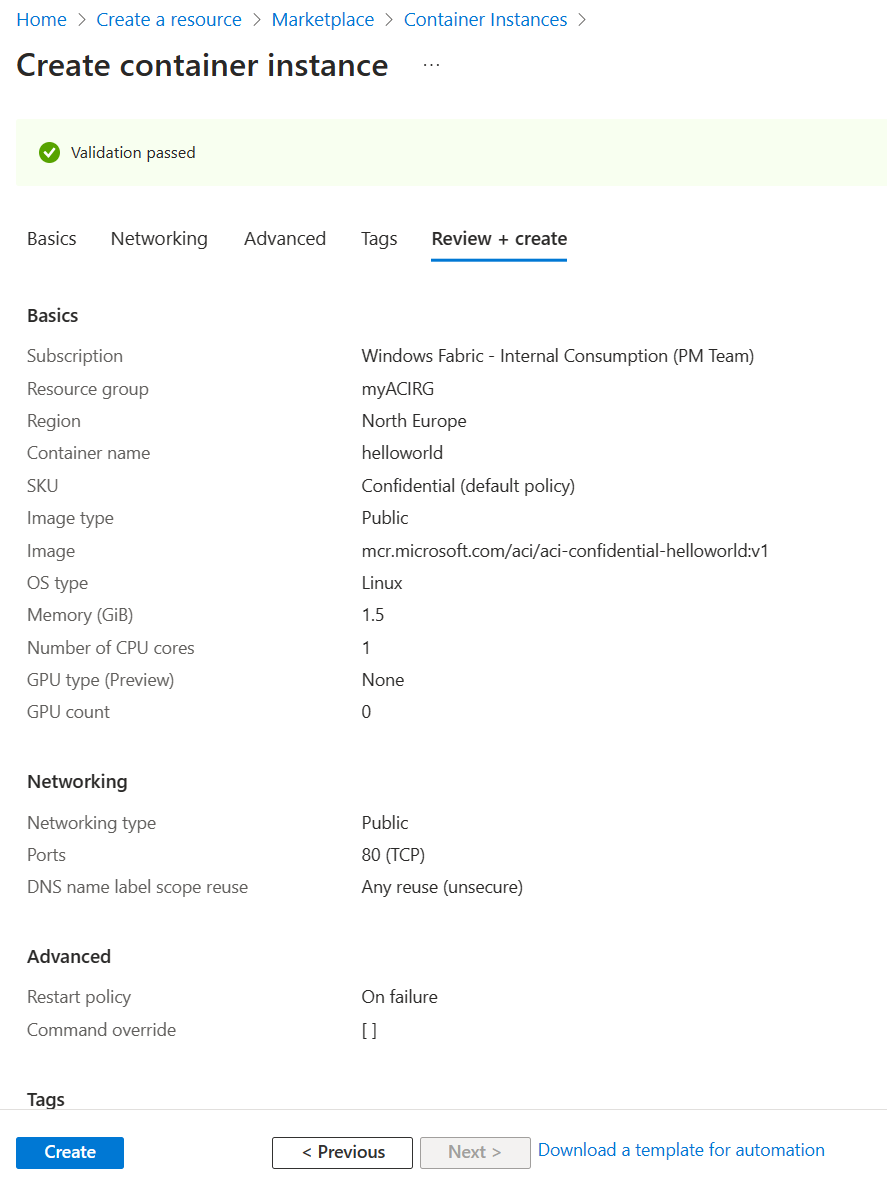 Home > Create a resource > Marketplace > Container Instances >
Create container instance ...
Validation passed
Basics Networking Advanced Tags Review + create
Basics
Subscription Windows Fabric - Internal Consumption (PM Team)
Resource group myACIRG
Region North Europe
Container name helloworld
SKU Confidential (default policy)
Image type Public
Image mcr.microsoft.com/aci/aci-confidential-helloworld:v1
OS type Linux
Memory (GiB) 1.5
Number of CPU cores 1
GPU type (Preview) None
GPU count 0
Networking
Networking type Public
Ports 80 (TCP)
DNS name label scope reuse Any reuse (unsecure)
Advanced
Restart policy On failure
Command override [ ]
Tags
Create < Previous Next > Download a template for automation